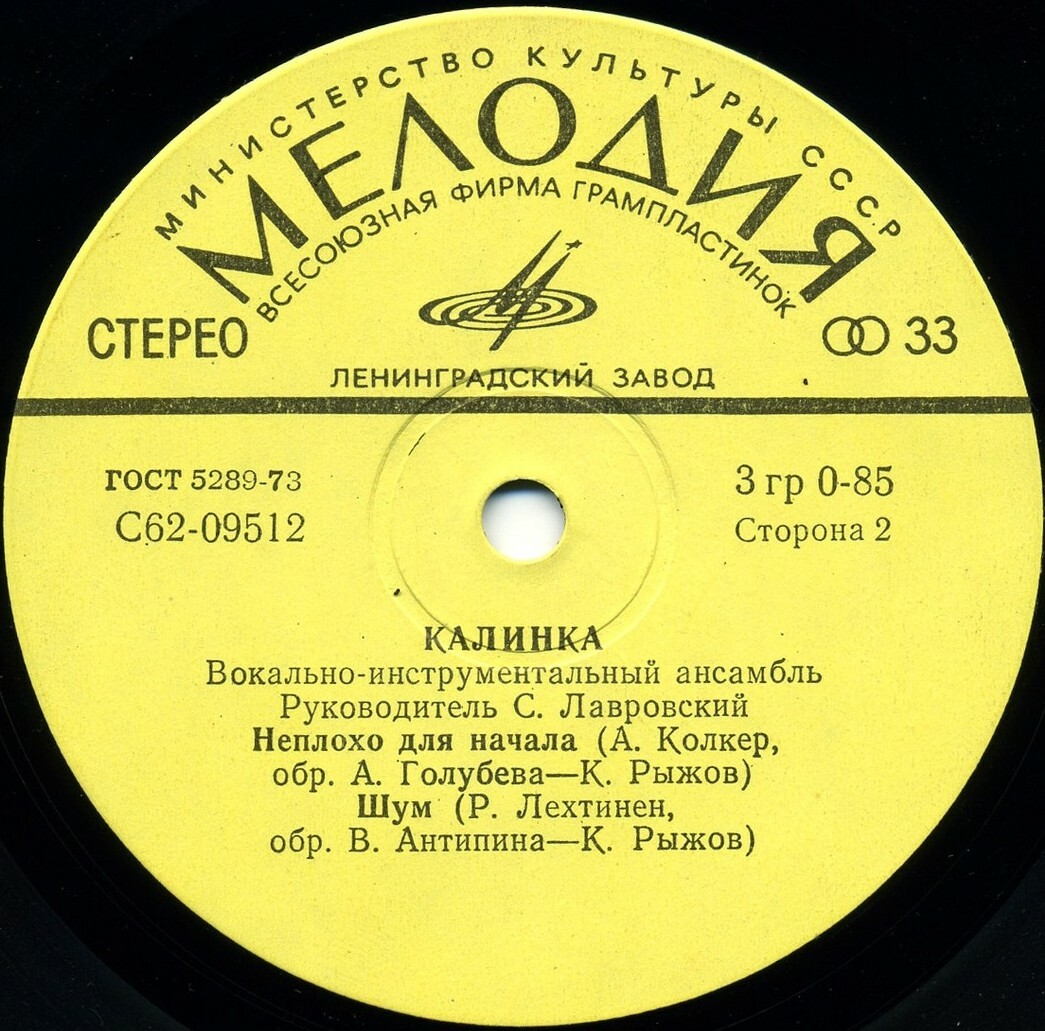 МИНИСТЕРСТВО КУЛЬТУРЫ СССР
МЕЛОДИЯ
ВСЕСОЮЗНАЯ ФИРМА ГРАМПЛАСТИНОК
СТЕРЕО
33
ЛЕНИНГРАДСКИЙ ЗАВОД
ГОСТ 5289-73
3 гр 0-85
С62-09512
Сторона 2
КАЛИНКА
Вокально-инструментальный ансамбль
Руководитель С. Лавровский
Неплохо для начала (А. Колкер,
обр. А. Голубева—К. Рыжов)
Шум (Р. Лехтинен,
обр. В. Антипина—К. Рыжов)